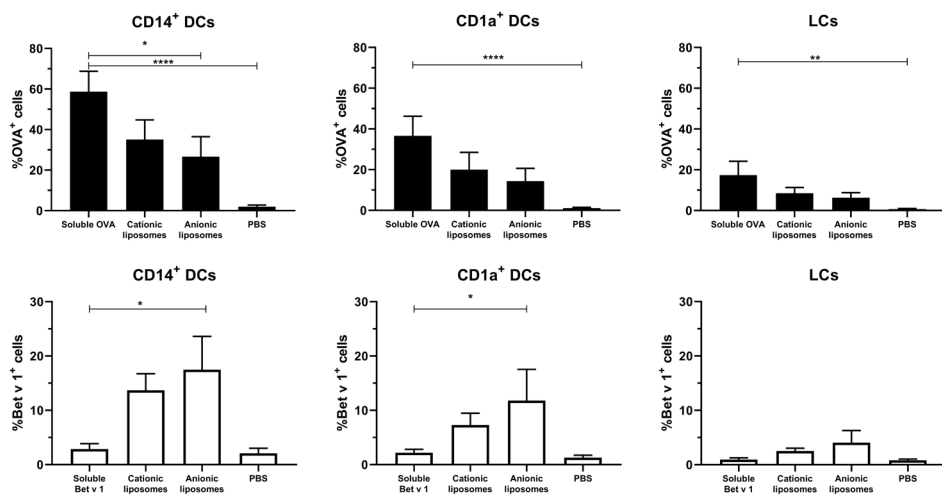 CD14⁺ DCs
*
****
%OVA⁺ cells
80
60
40
20
0
Soluble OVA
Cationic
liposomes
Anionic
liposomes
PBS
CD1a⁺ DCs
****
%OVA⁺ cells
80
60
40
20
0
Soluble OVA
Cationic
liposomes
Anionic
liposomes
PBS
LCs
**
%OVA⁺ cells
80
60
40
20
0
Soluble OVA
Cationic
liposomes
Anionic
liposomes
PBS
CD14⁺ DCs
*
%Bet v 1⁺ cells
30
20
10
0
Soluble
Bet v 1
Cationic
liposomes
Anionic
liposomes
PBS
CD1a⁺ DCs
*
%Bet v 1⁺ cells
30
20
10
0
Soluble
Bet v 1
Cationic
liposomes
Anionic
liposomes
PBS
LCs
%Bet v 1⁺ cells
30
20
10
0
Soluble
Bet v 1
Cationic
liposomes
Anionic
liposomes
PBS